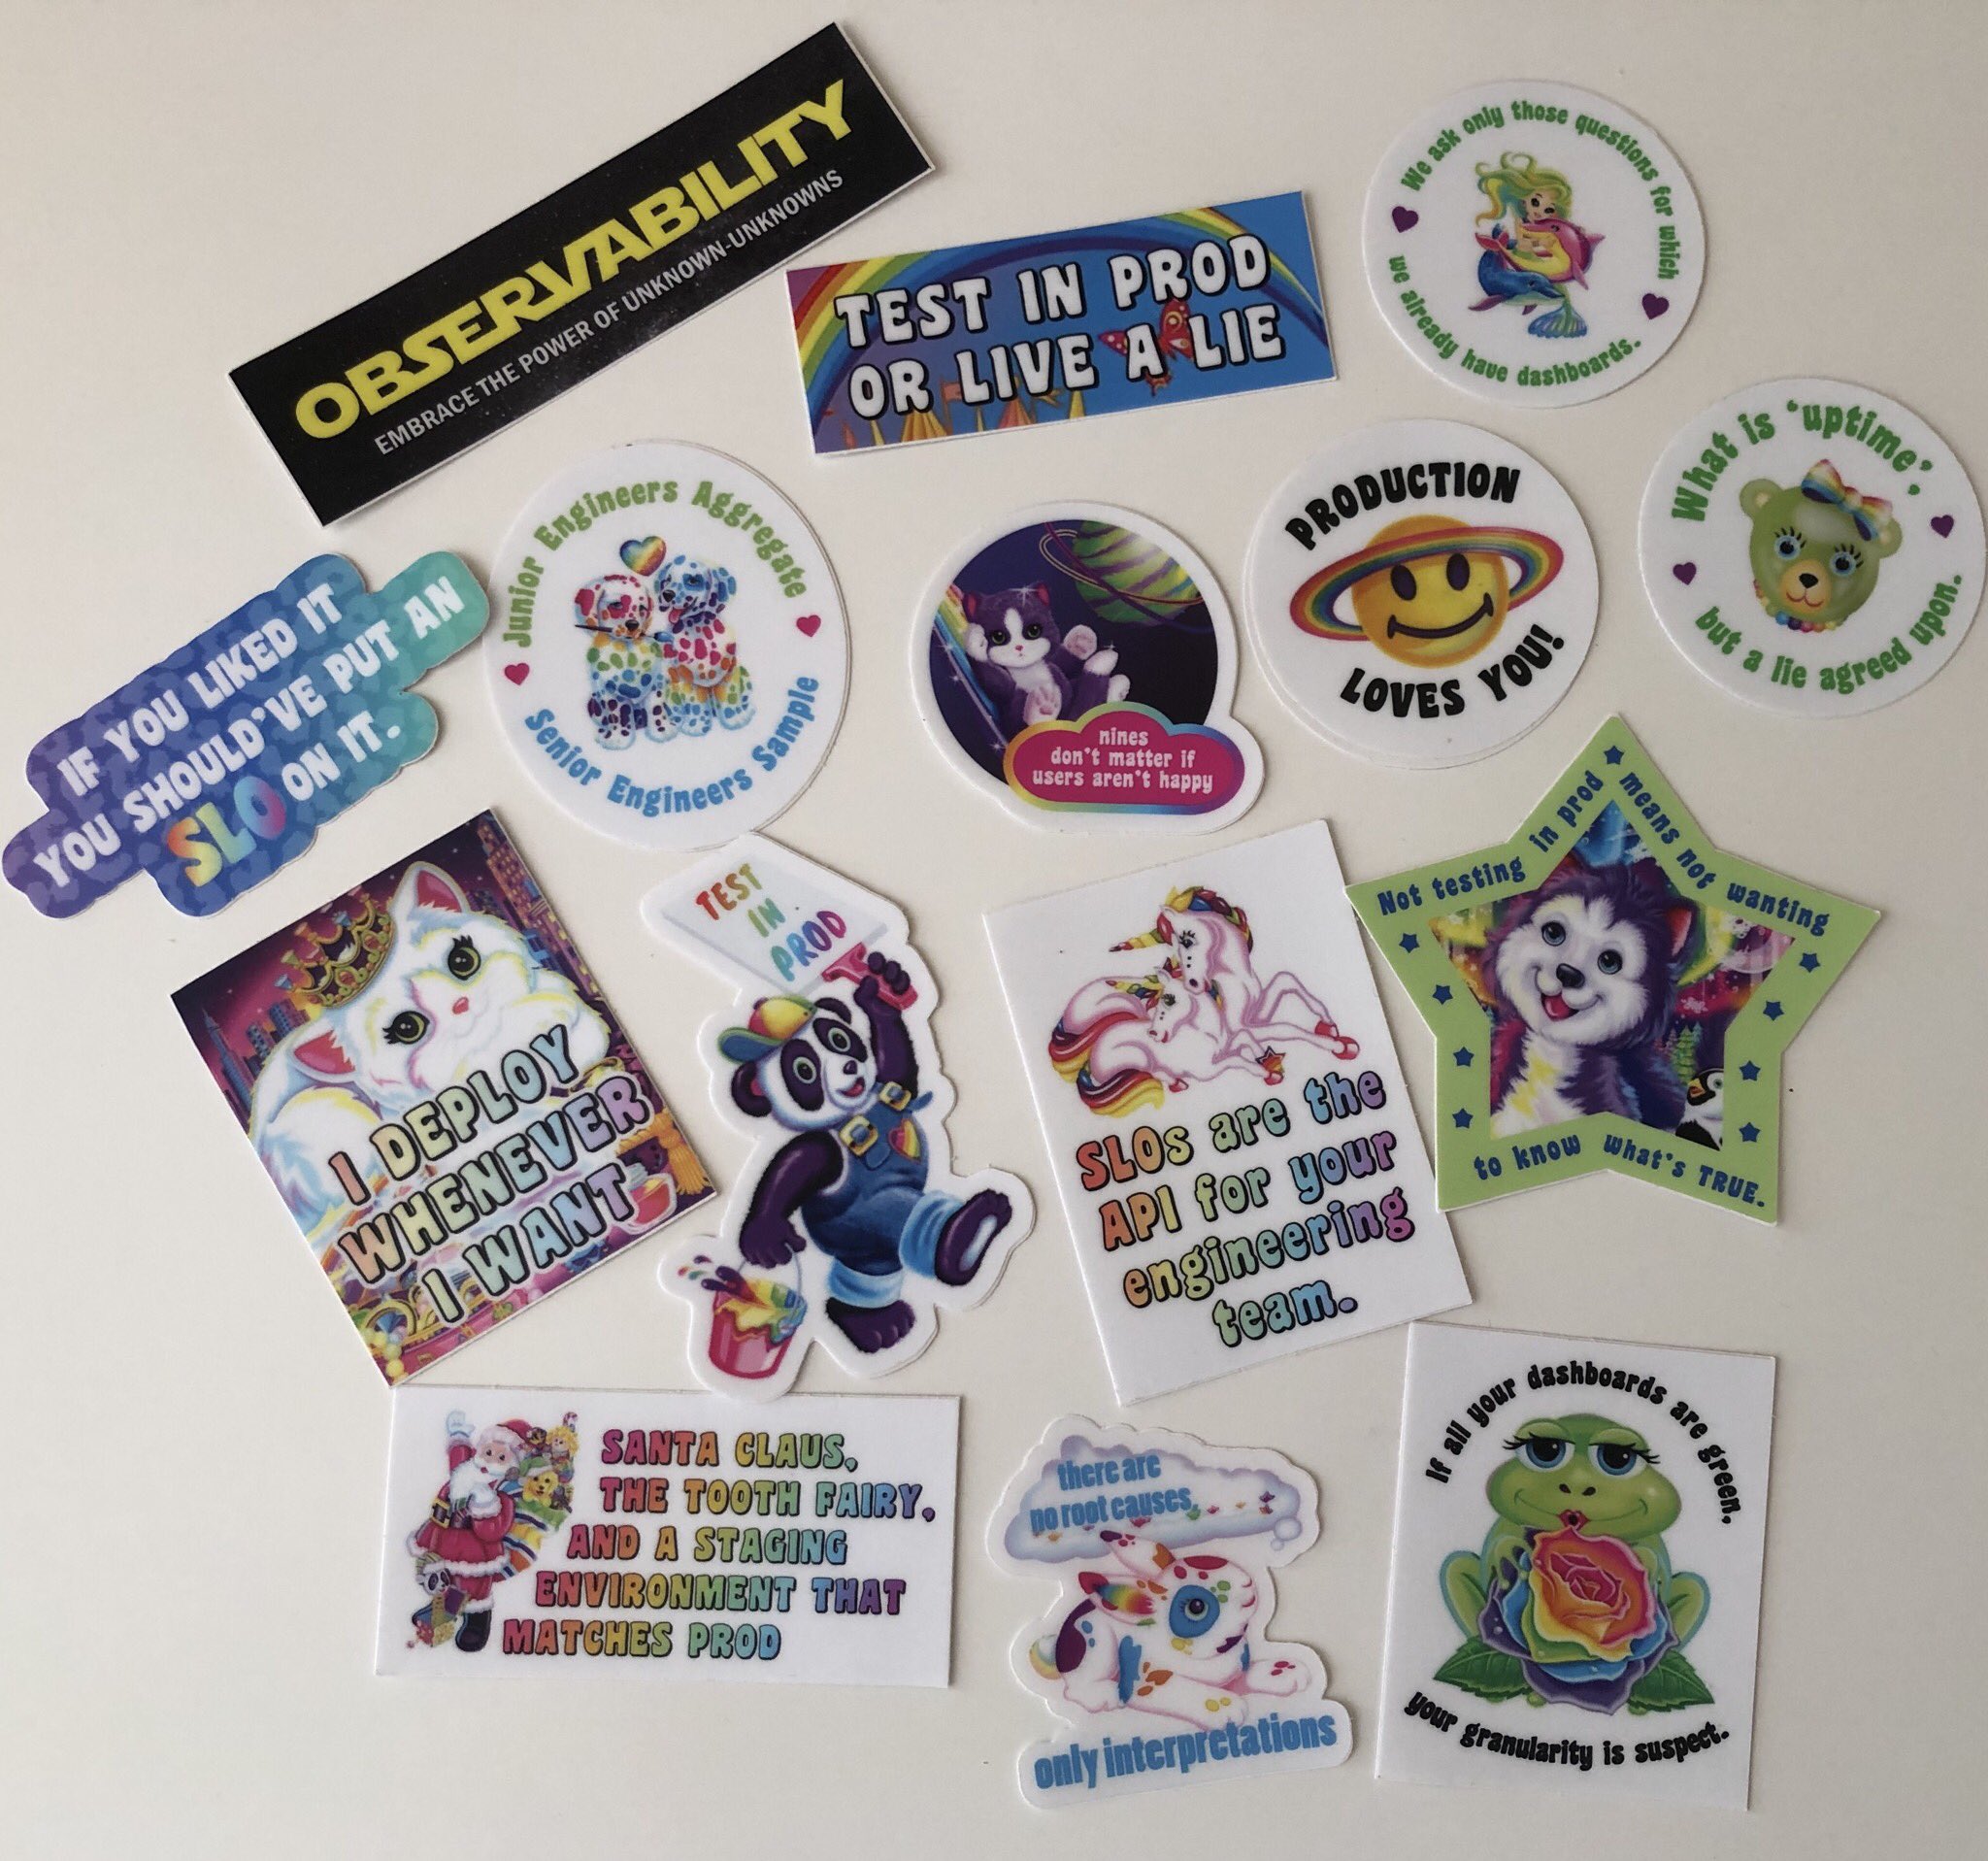 OBSERVABILITY
EMBRACE THE POWER OF UNKNOWN-UNKNOWNS
TEST IN PROD
OR LIVE A LIE
We ask only those questions for which
we already have dashboards.
IF YOU LIKED IT
YOU SHOULD'VE PUT AN
SLO ON IT.
Junior Engineers Aggregate
Senior Engineers Sample
nines
don't matter if
users aren't happy
PRODUCTION
LOVES YOU!
What is 'uptime',
but a lie agreed upon.
I DEPLOY
WHENEVER
I WANT
TEST
IN
PROD
SLOs are the
API for your
engineering
team.
Not testing in prod
means not wanting
to know what's TRUE.
SANTA CLAUS,
THE TOOTH FAIRY,
AND A STAGING
ENVIRONMENT THAT
MATCHES PROD
there are
no root causes,
only interpretations
If all your dashboards are green,
your granularity is suspect.